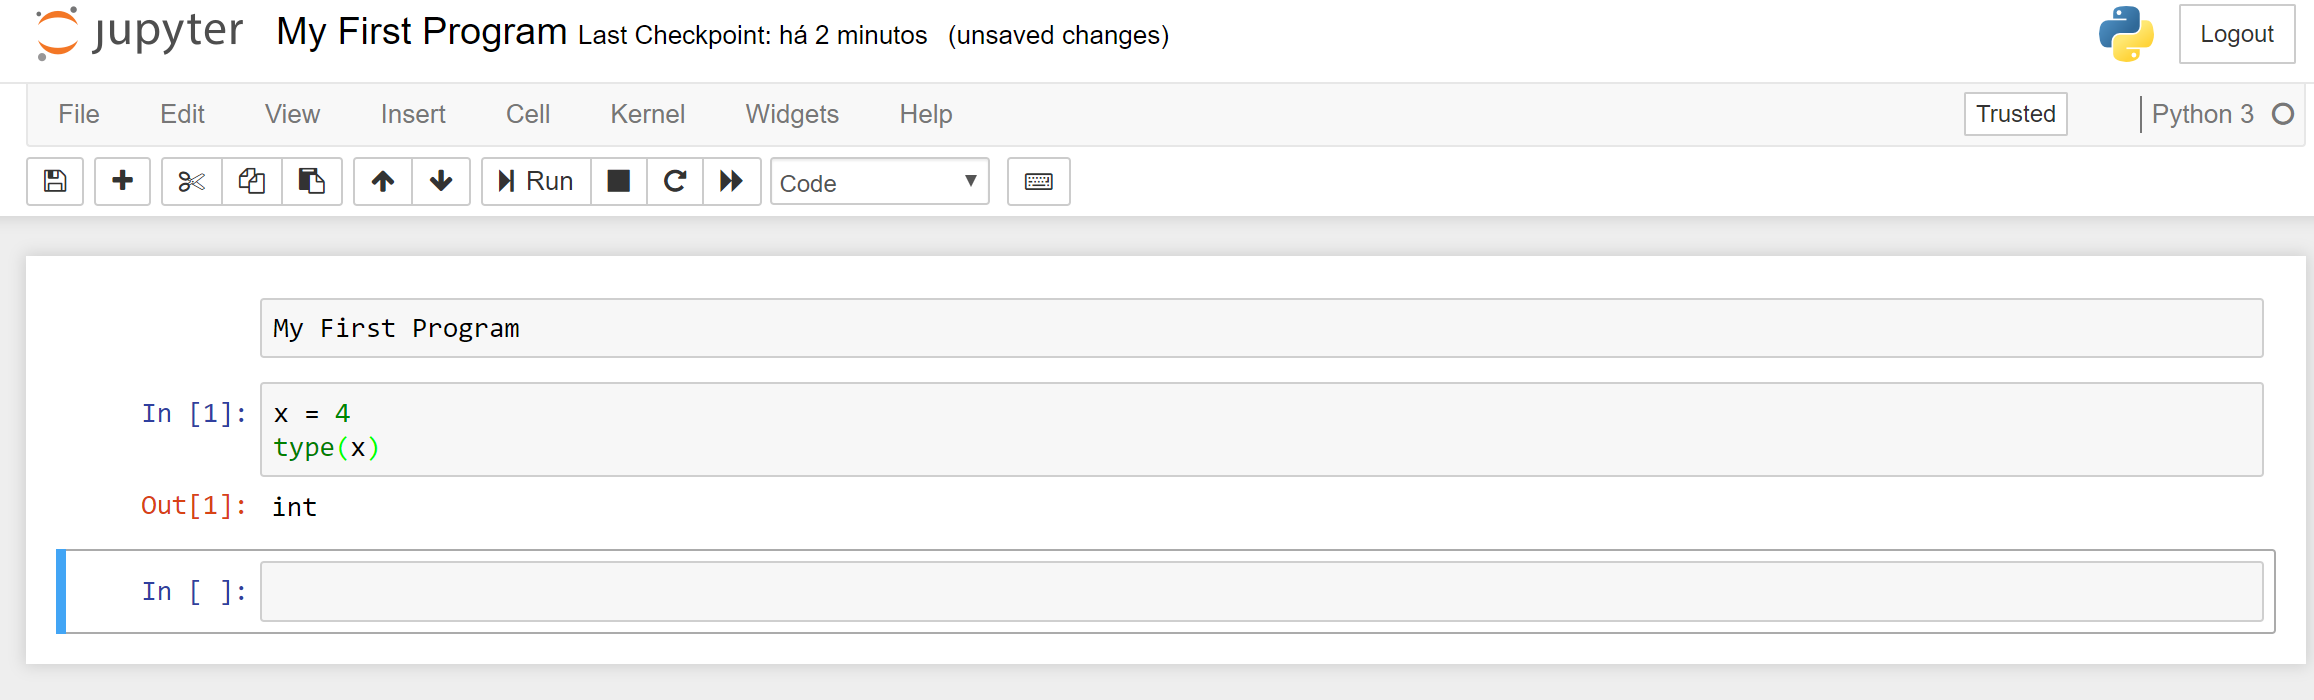 jupyter My First Program Last Checkpoint: há 2 minutos (unsaved changes) Logout
File Edit View Insert Cell Kernel Widgets Help Trusted Python 3
Run Code
My First Program
In [1]: x = 4
type(x)
Out[1]: int
In [ ]: